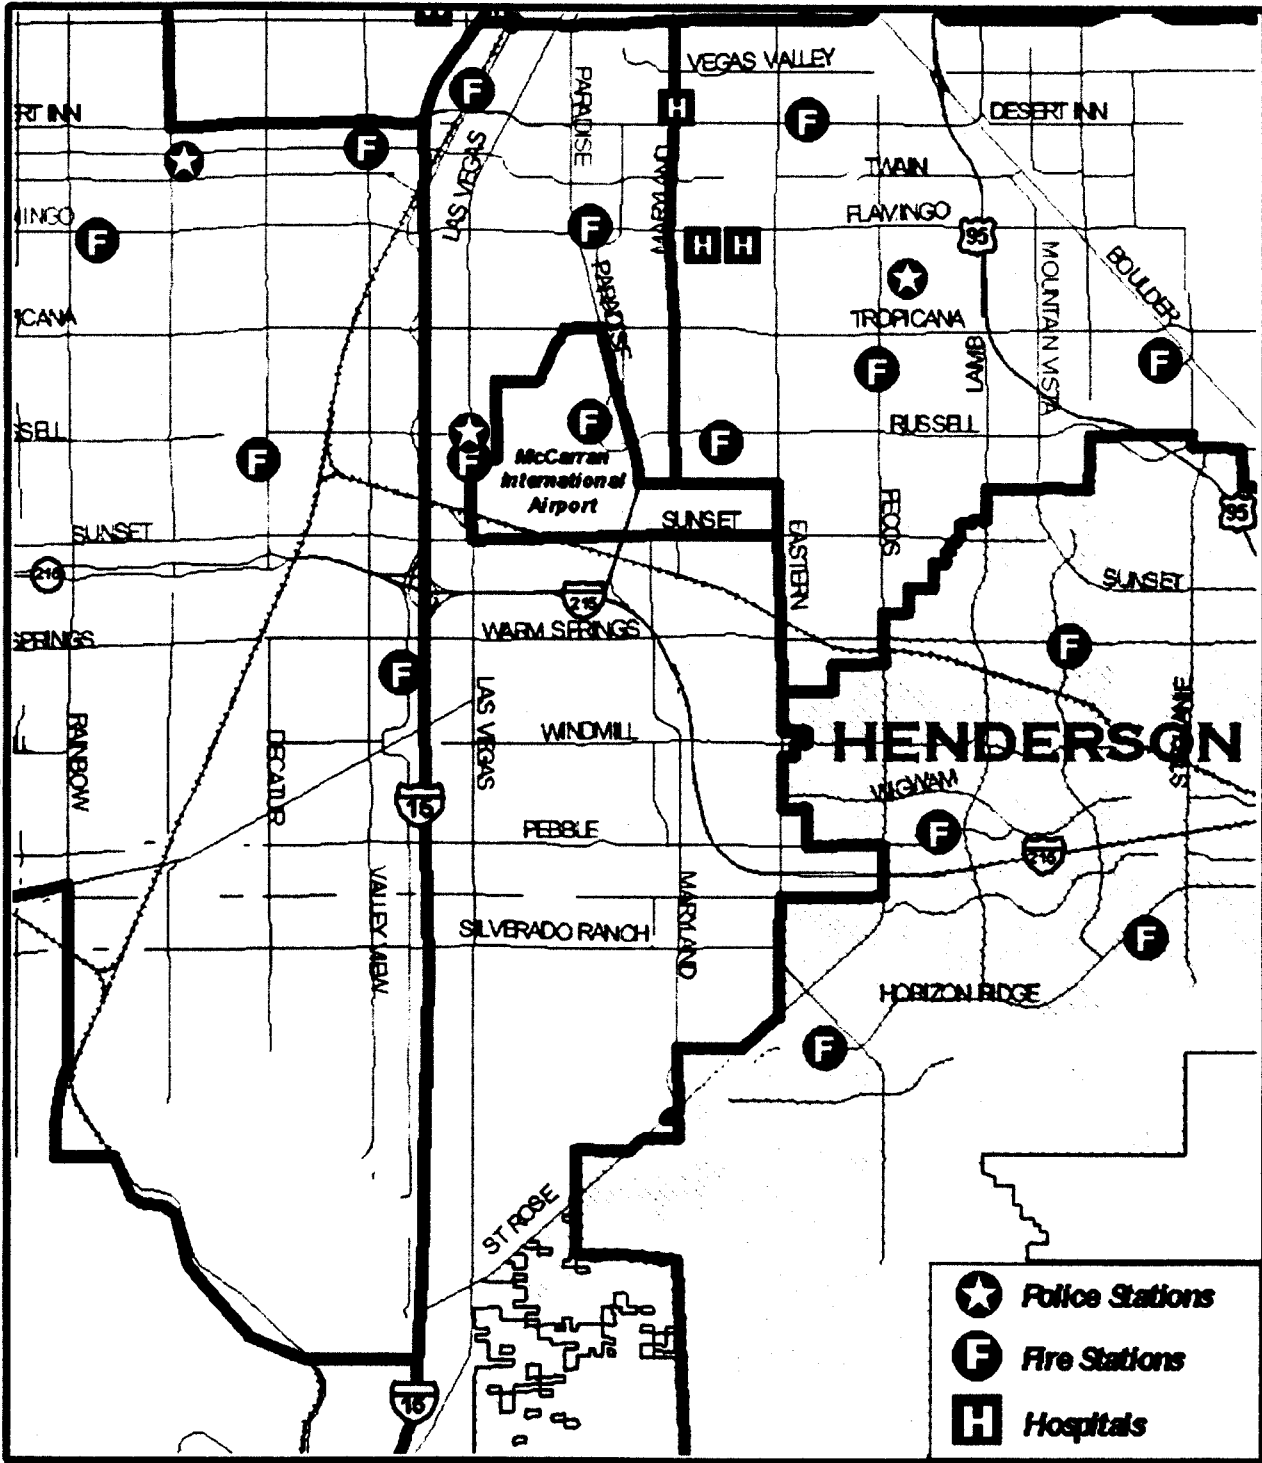 VEGAS VALLEY
F
PARADISE
H
RT INN
F
DESERT INN
F
LAS VEGAS
MARYLAND
TWAIN
INGO
F
F
FLAMINGO
H H
95
MOUNTAIN VISTA
BOULDER
PARADISE
ICANA
TROPICANA
LAMB
F
F
SSELL
F
F
F
F
RUSSELL
McCarran
International
Airport
PECOS
95
SUNSET
SUNSET
EASTERN
215
215
SUNSET
SPRINGS
WARM SPRINGS
F
F
LAS VEGAS
RAINBOW
DECATUR
WINDMILL
HENDERSON
STEPHANIE
WIGWAM
15
PEBBLE
F
215
VALLEY VIEW
MARYLAND
SILVERADO RANCH
F
HORIZON RIDGE
F
ST ROSE
15
Police Stations
F Fire Stations
H Hospitals